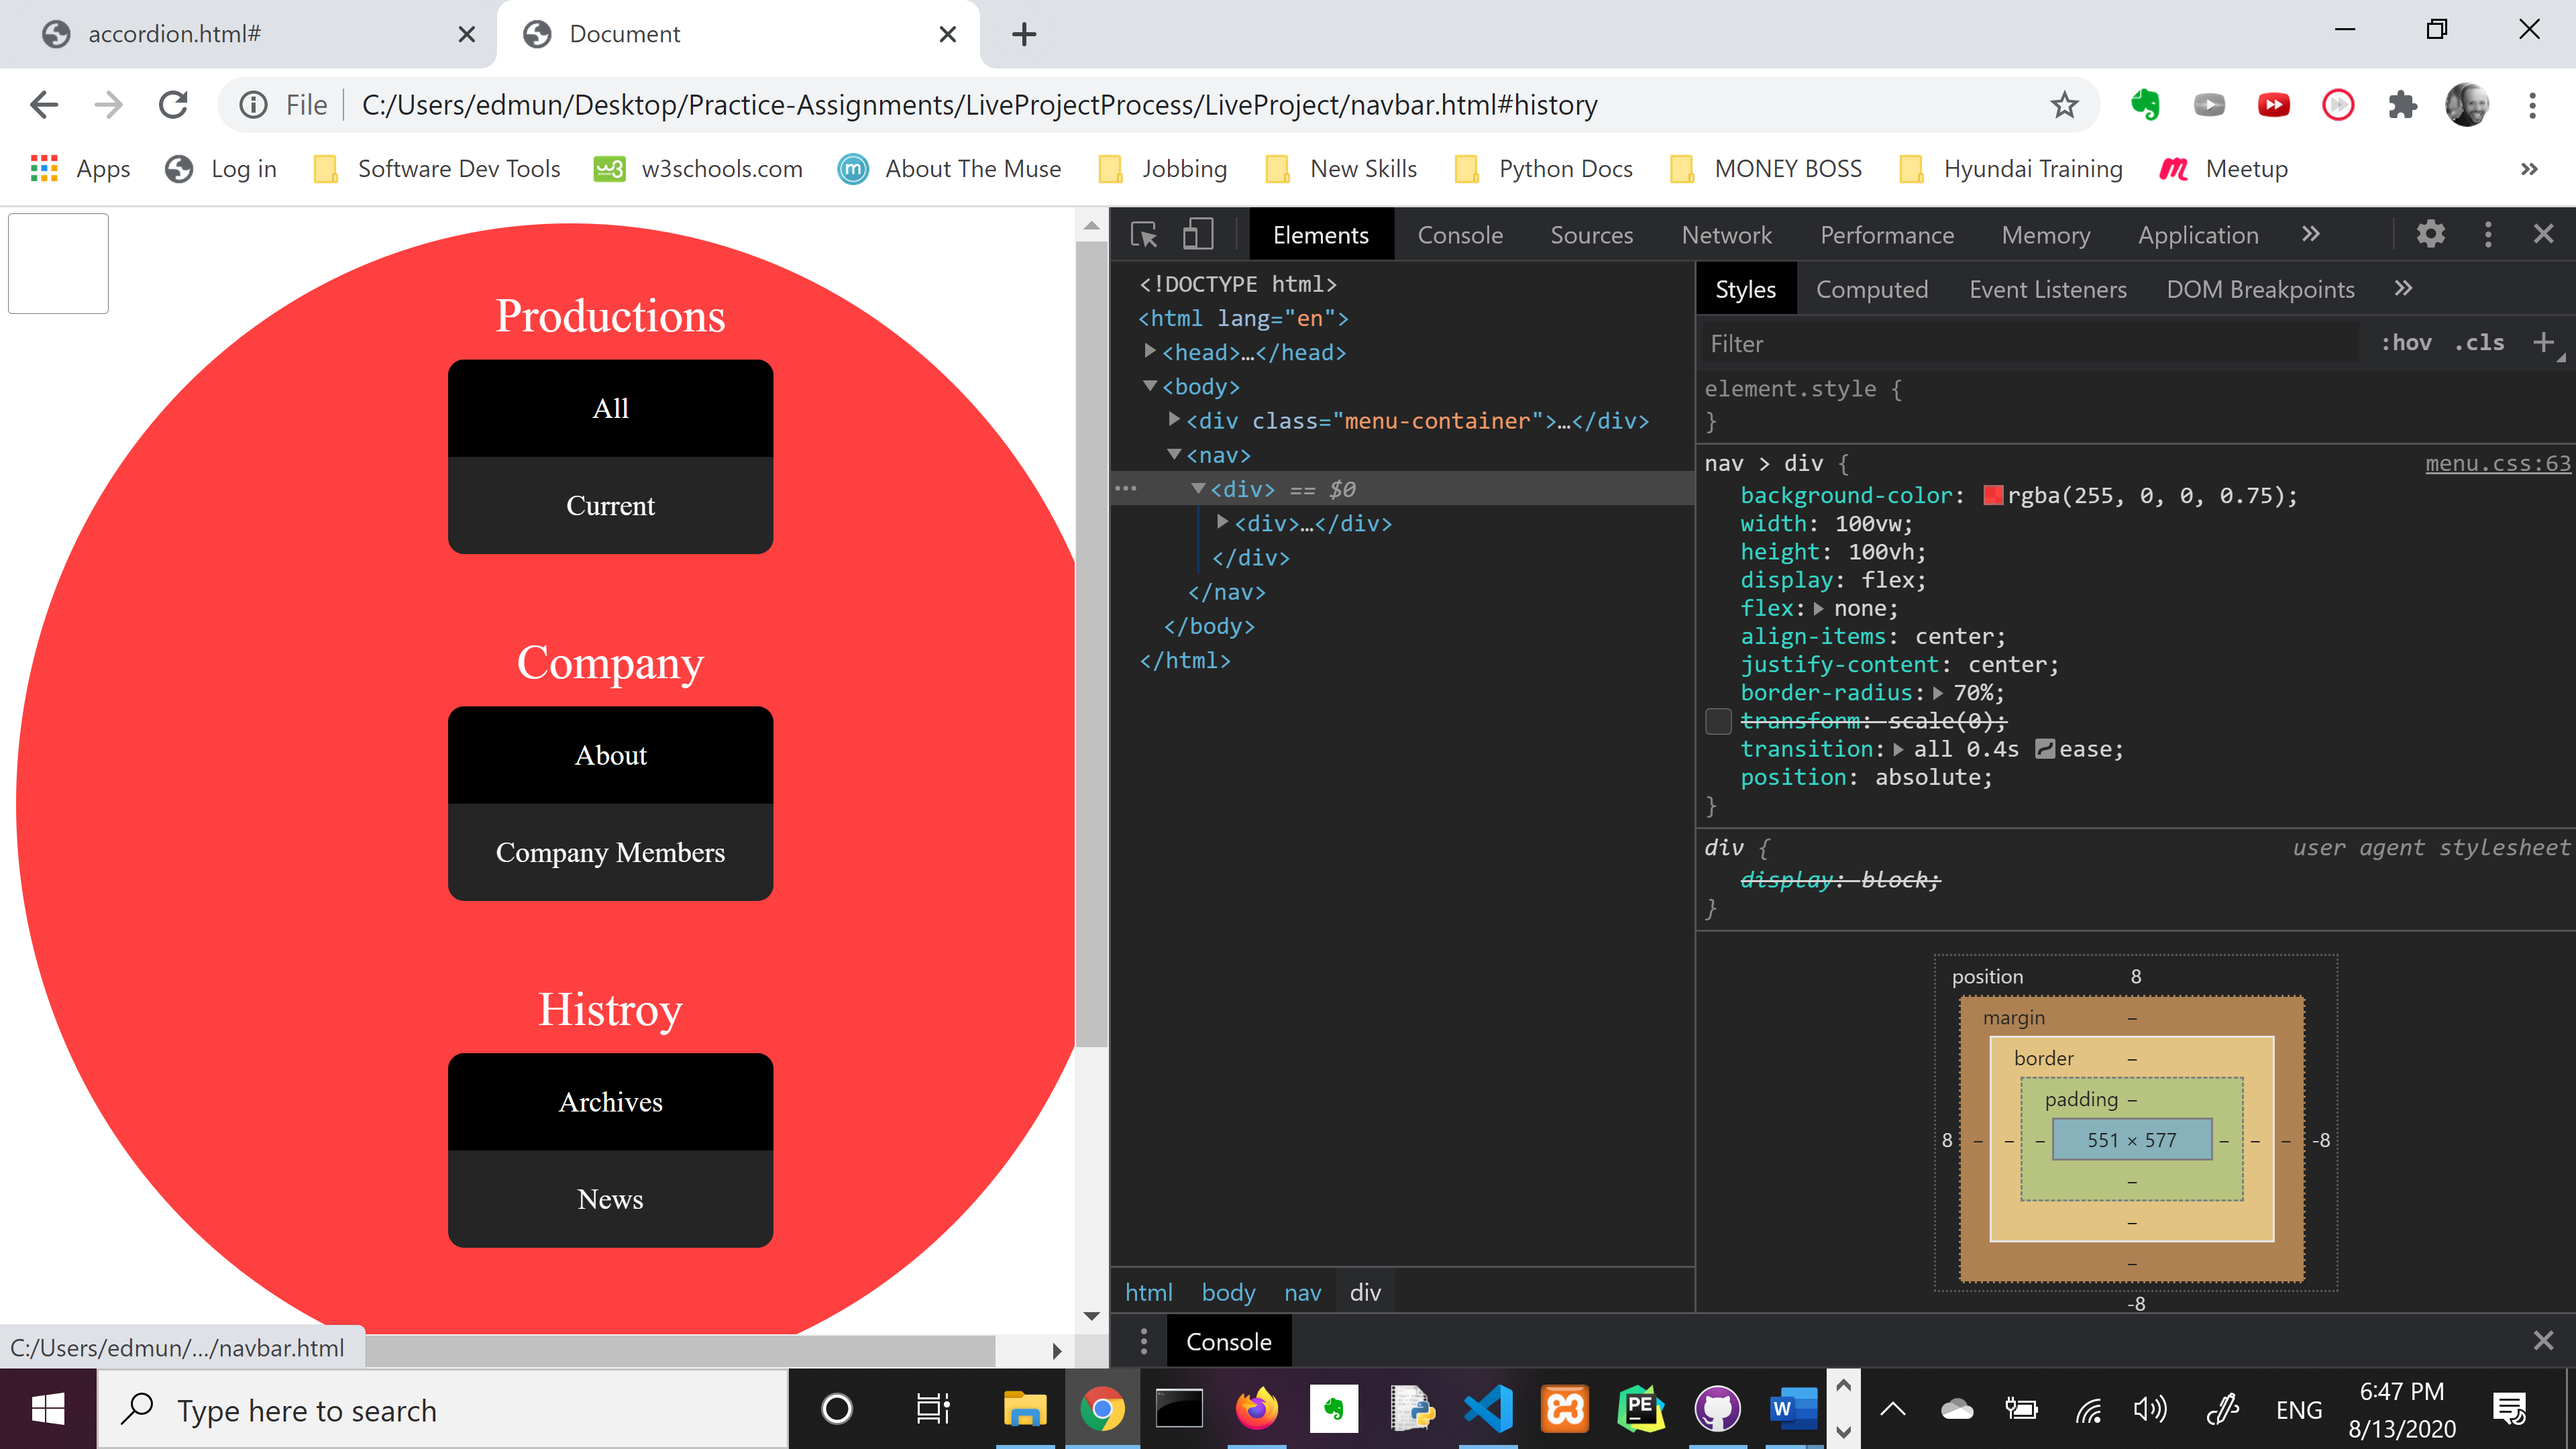 accordion.html#
Document
File
C:/Users/edmun/Desktop/Practice-Assignments/LiveProjectProcess/LiveProject/navbar.html#history
Apps
Log in
Software Dev Tools
w3
w3schools.com
m
About The Muse
Jobbing
New Skills
Python Docs
MONEY BOSS
Hyundai Training
Meetup
»
Productions
All
Current
Company
About
Company Members
Histroy
Archives
News
C:/Users/edmun/.../navbar.html
Elements Console Sources Network Performance Memory Application »
<!DOCTYPE html>
<html lang="en">
<head>…</head>
<body>
<div class="menu-container">…</div>
<nav>
<div> == $0
<div>…</div>
</div>
</nav>
</body>
</html>
html body nav div
Styles Computed Event Listeners DOM Breakpoints »
Filter :hov .cls +
element.style {
}
nav > div { menu.css:63
background-color: rgba(255, 0, 0, 0.75);
width: 100vw;
height: 100vh;
display: flex;
flex: none;
align-items: center;
justify-content: center;
border-radius: 70%;
transform: scale(0);
transition: all 0.4s ease;
position: absolute;
}
div { user agent stylesheet
display: block;
}
position 8
margin –
border –
padding –
8 – – – 551 × 577 – – – -8
–
–
–
-8
Console
Type here to search
PE
W
ENG
6:47 PM
8/13/2020